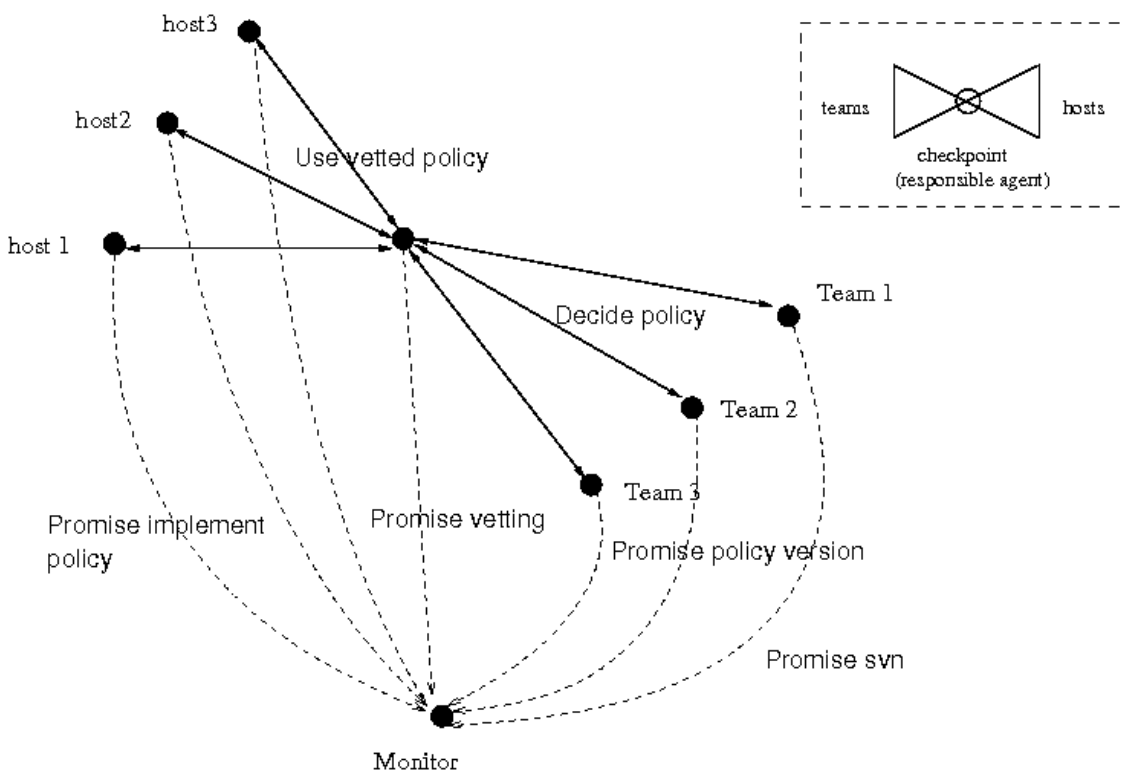 host3
host2
host 1
Use vetted policy
teams
hosts
checkpoint
(responsible agent)
Team 1
Decide policy
Team 2
Team 3
Promise implement
policy
Promise vetting
Promise policy version
Promise svn
Monitor